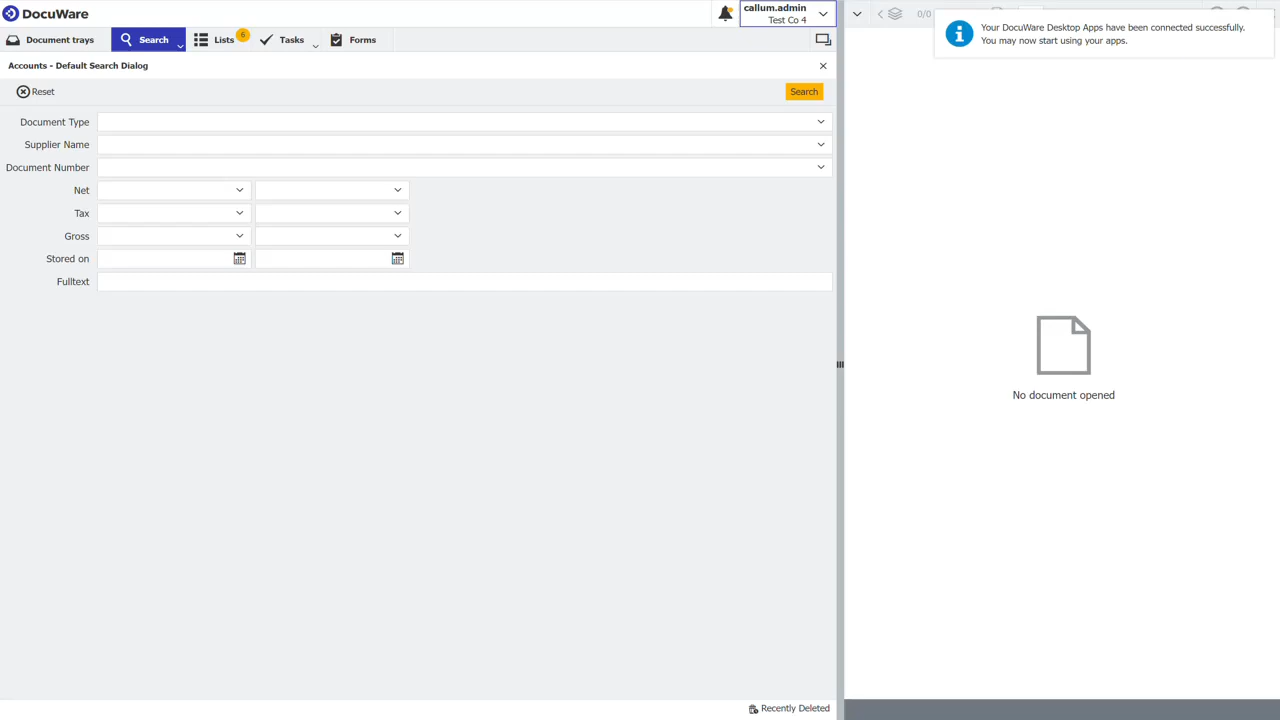 DocuWare
callum.admin
Test Co 4
0/0
Your DocuWare Desktop Apps have been connected successfully.
You may now start using your apps.
Document trays
Search
Lists
6
Tasks
Forms
Accounts - Default Search Dialog
Reset
Search
Document Type
Supplier Name
Document Number
Net
Tax
Gross
Stored on
Fulltext
No document opened
Recently Deleted